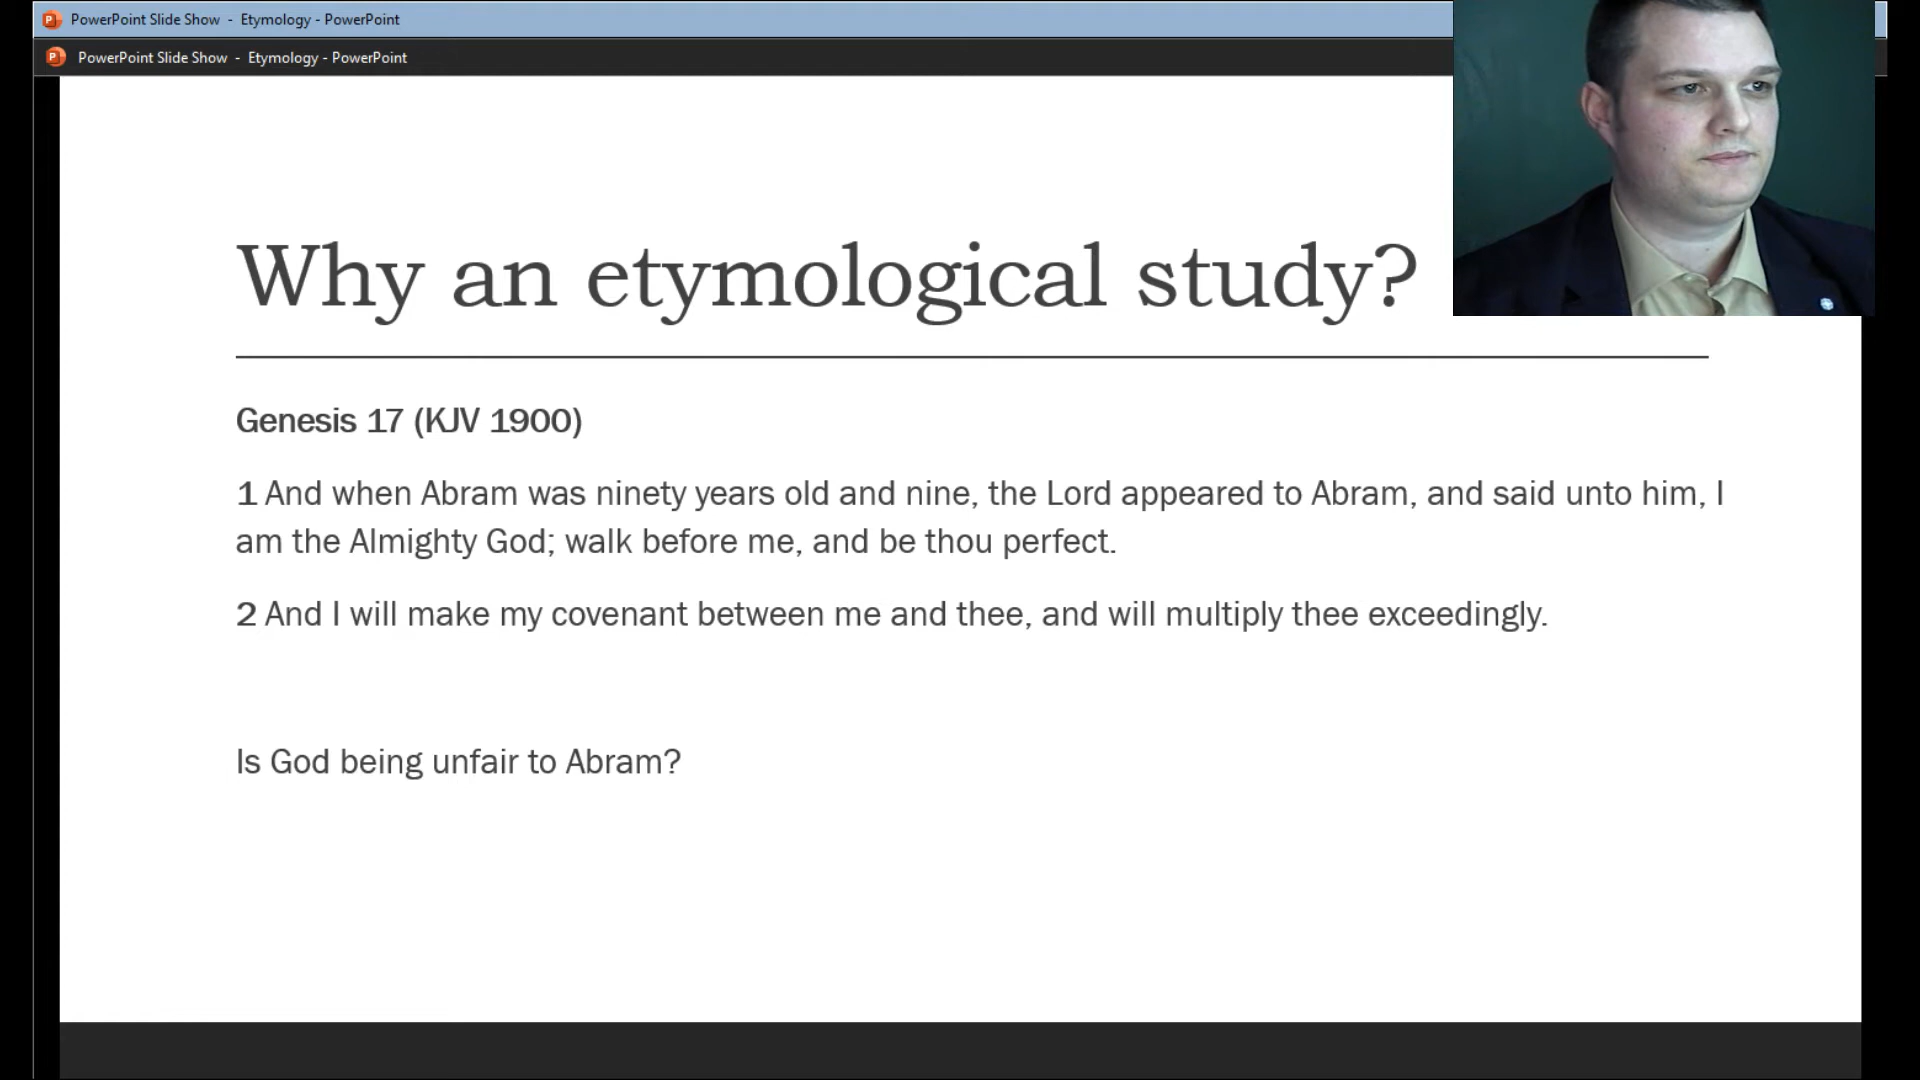 PowerPoint Slide Show - Etymology - PowerPoint
PowerPoint Slide Show - Etymology - PowerPoint
Why an etymological study?
Genesis 17 (KJV 1900)
1 And when Abram was ninety years old and nine, the Lord appeared to Abram, and said unto him, I
am the Almighty God; walk before me, and be thou perfect.
2 And I will make my covenant between me and thee, and will multiply thee exceedingly.
Is God being unfair to Abram?